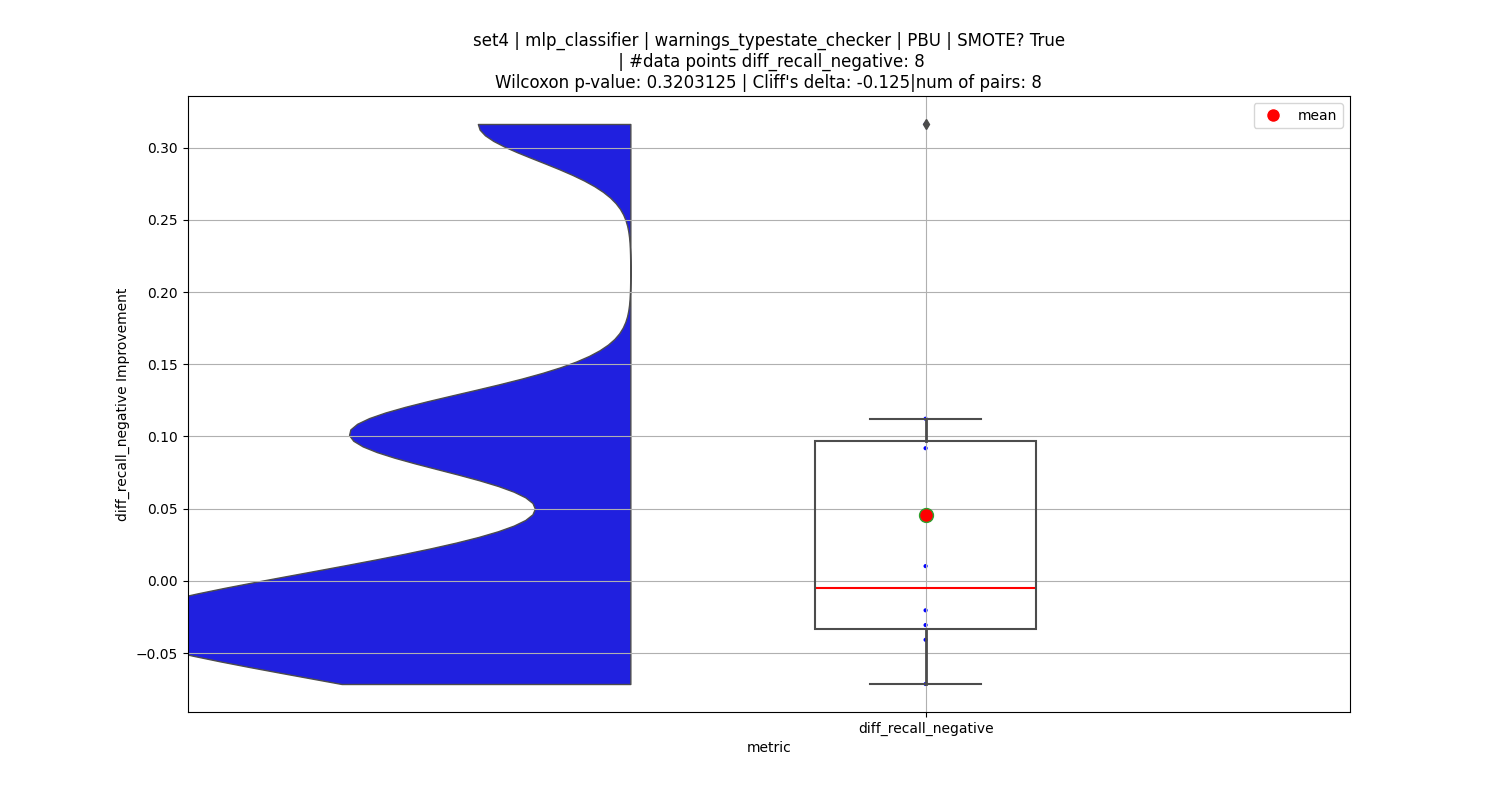 set4 | mlp_classifier | warnings_typestate_checker | PBU | SMOTE? True
| #data points diff_recall_negative: 8
Wilcoxon p-value: 0.3203125 | Cliff's delta: -0.125|num of pairs: 8
mean
0.30
0.25
0.20
0.15
0.10
0.05
0.00
−0.05
diff_recall_negative Improvement
diff_recall_negative
metric